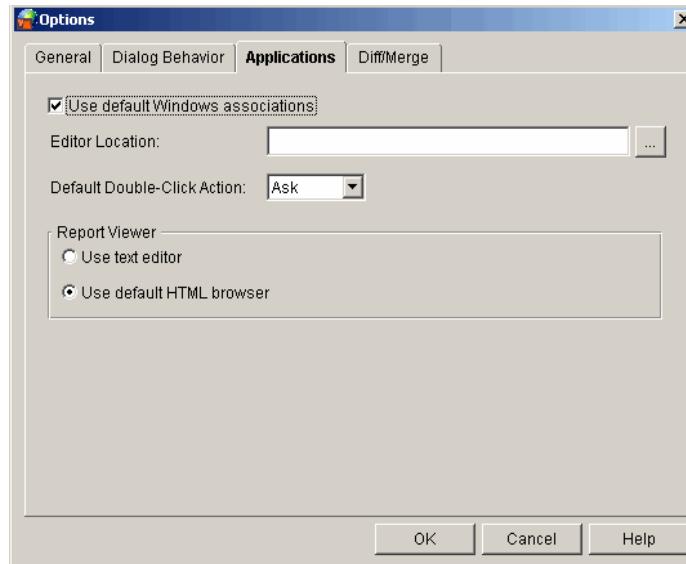 Options
General Dialog Behavior Applications Diff/Merge
Use default Windows associations
Editor Location: ...
Default Double-Click Action: Ask
Report Viewer
Use text editor
Use default HTML browser
OK Cancel Help